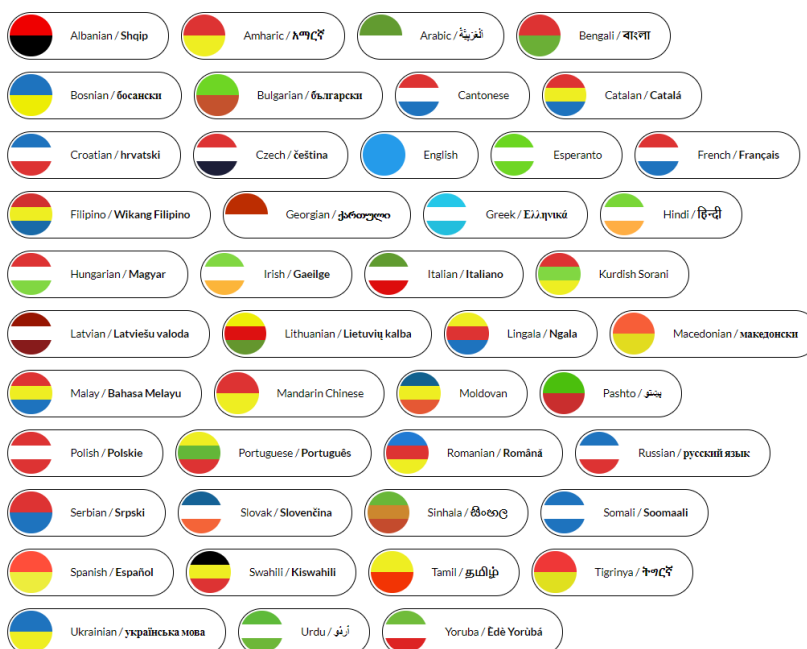 Albanian / Shqip
Amharic / አማርኛ
Arabic / اَلْعَرَبِيَّةُ
Bengali / বাংলা
Bosnian / босански
Bulgarian / български
Cantonese
Catalan / Catalá
Croatian / hrvatski
Czech / čeština
English
Esperanto
French / Français
Filipino / Wikang Filipino
Georgian / ქართული
Greek / Ελληνικά
Hindi / हिन्दी
Hungarian / Magyar
Irish / Gaeilge
Italian / Italiano
Kurdish Sorani
Latvian / Latviešu valoda
Lithuanian / Lietuvių kalba
Lingala / Ngala
Macedonian / македонски
Malay / Bahasa Melayu
Mandarin Chinese
Moldovan
Pashto / پښتو
Polish / Polskie
Portuguese / Português
Romanian / Română
Russian / русский язык
Serbian / Srpski
Slovak / Slovenčina
Sinhala / සිංහල
Somali / Soomaali
Spanish / Español
Swahili / Kiswahili
Tamil / தமிழ்
Tigrinya / ትግርኛ
Ukrainian / українська мова
Urdu / اُردُو
Yoruba / Èdè Yorùbá